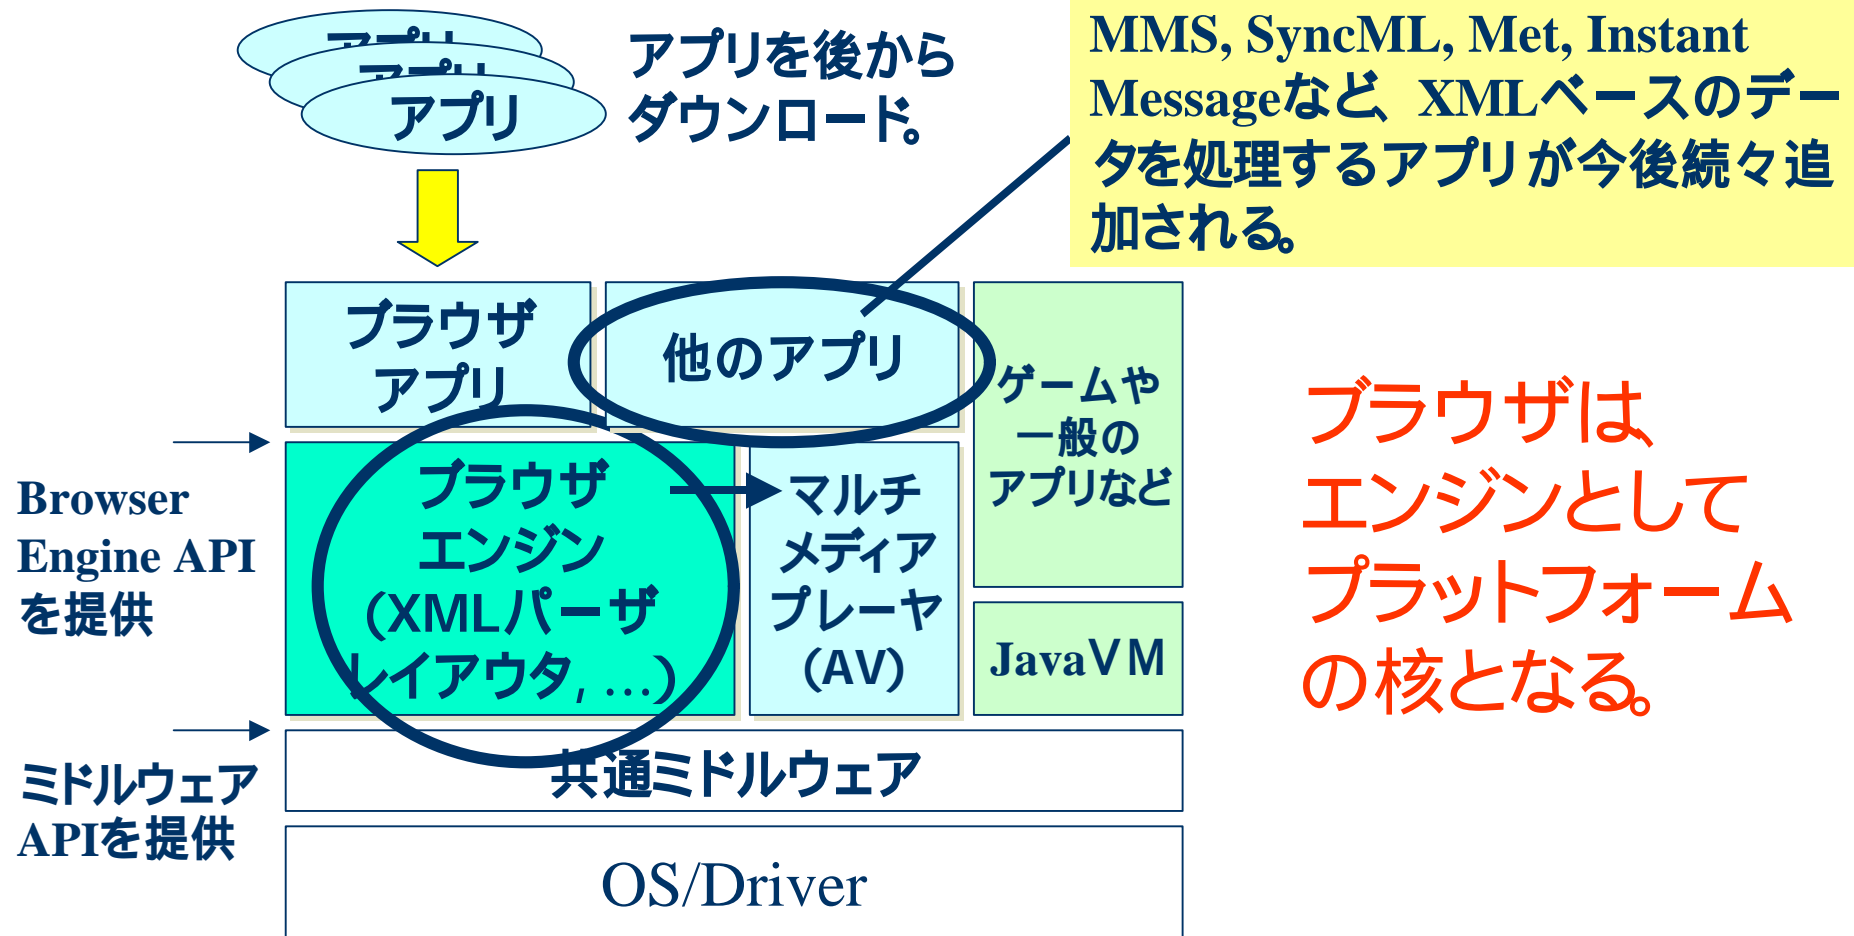 アプリ
アプリ
アプリ
アプリを後から
ダウンロード。
MMS, SyncML, Met, Instant
Messageなど、XMLベースのデー
タを処理するアプリが今後続々追
加される。
ブラウザ
アプリ
他のアプリ
ゲームや
一般の
アプリなど
Browser
Engine API
を提供
ブラウザ
エンジン
(XMLパーザ
レイアウタ, …)
マルチ
メディア
プレーヤ
(AV)
JavaVM
ブラウザは、
エンジンとして
プラットフォーム
の核となる。
ミドルウェア
APIを提供
共通ミドルウェア
OS/Driver